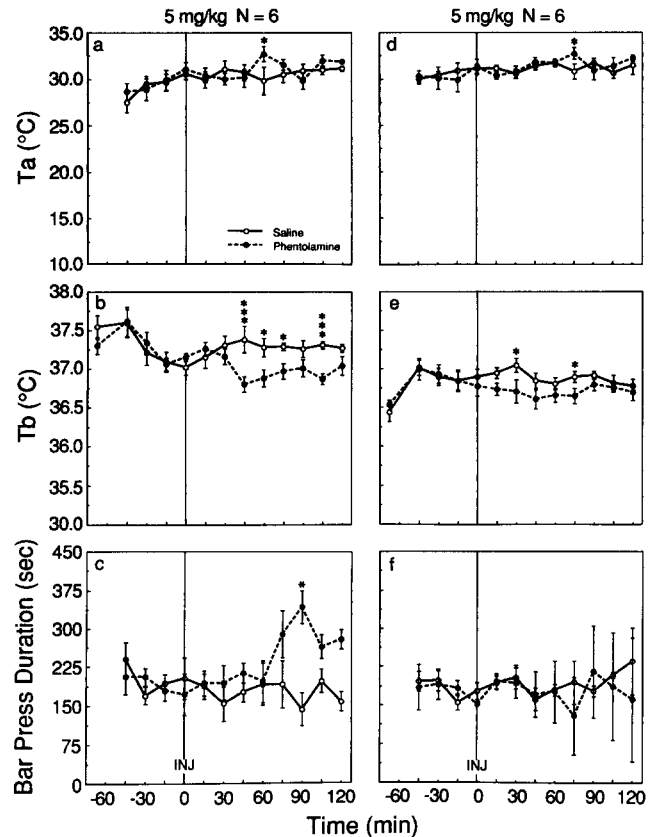 5 mg/kg N = 6
5 mg/kg N = 6
a
*
d
*
35.0
30.0
25.0
20.0
15.0
10.0
Ta (°C)
Saline
Phentolamine
b
***
*
*
***
e
*
*
38.0
37.5
37.0
36.5
35.5
30.0
Tb (°C)
c
*
f
450
375
300
225
150
75
0
Bar Press Duration (sec)
INJ
INJ
-60 -30 0 30 60 90 120
-60 -30 0 30 60 90 120
Time (min)